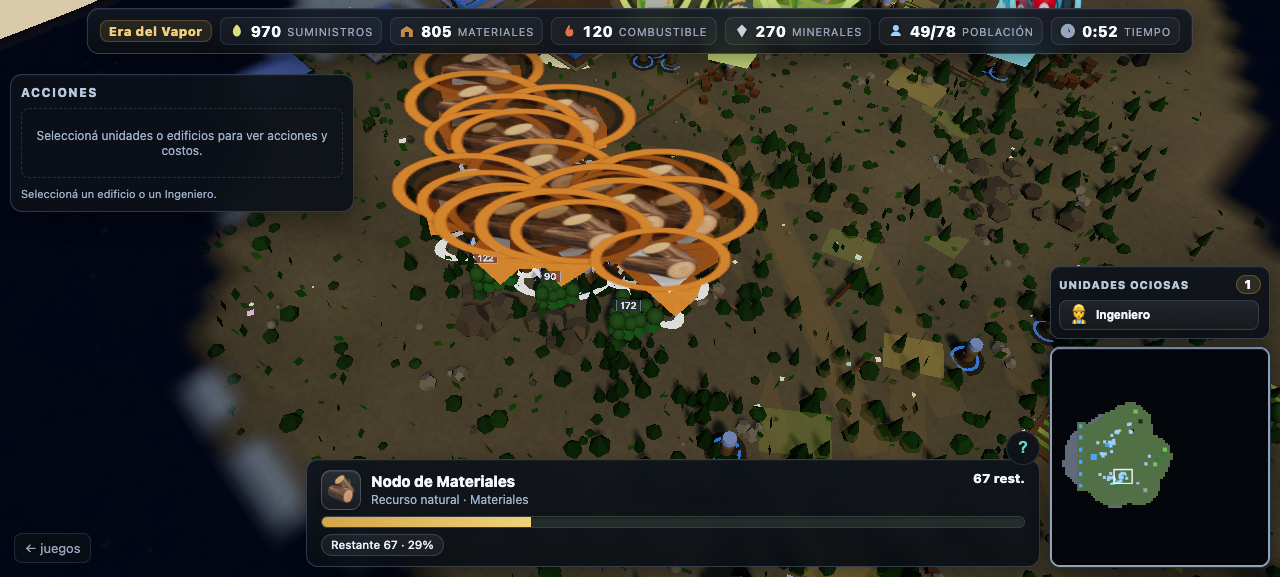 Era del Vapor
970 SUMINISTROS
805 MATERIALES
120 COMBUSTIBLE
270 MINERALES
49/78 POBLACIÓN
0:52 TIEMPO
ACCIONES
Seleccioná unidades o edificios para ver acciones y
costos.
Seleccioná un edificio o un Ingeniero.
122
90
172
UNIDADES OCIOSAS
1
Ingeniero
?
Nodo de Materiales
67 rest.
Recurso natural · Materiales
Restante 67 · 29%
← juegos